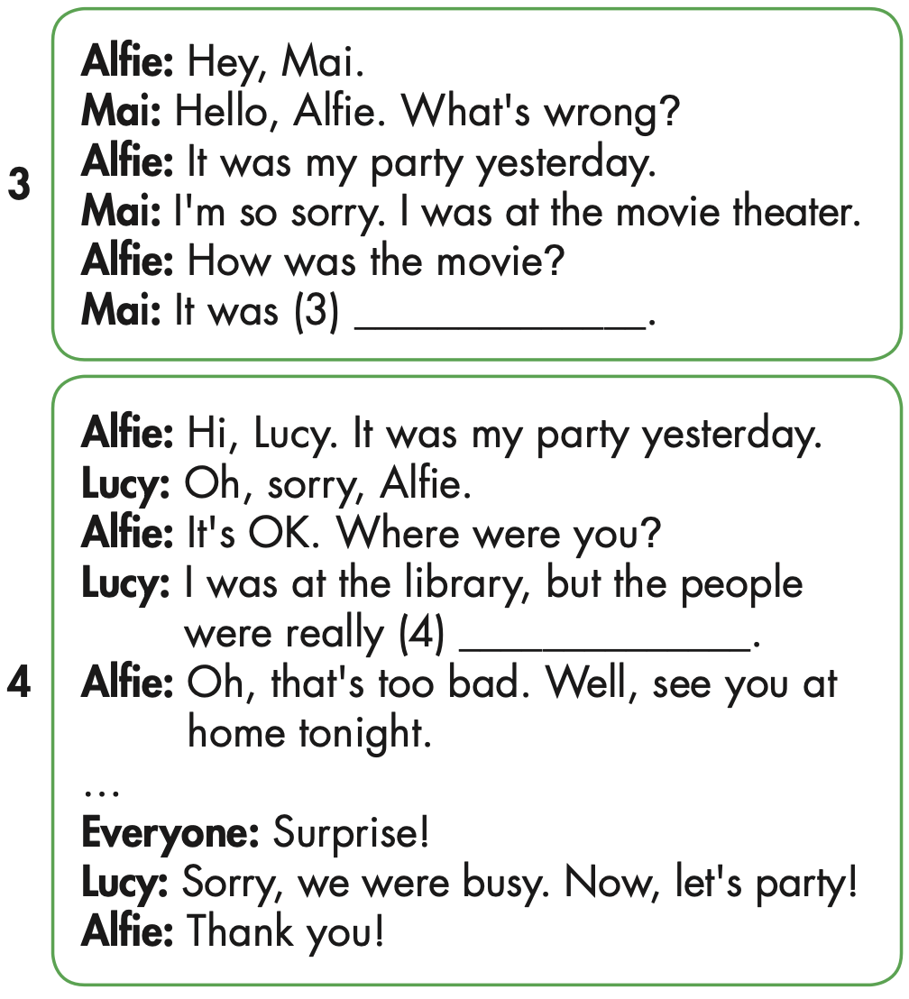 3
Alfie: Hey, Mai.
Mai: Hello, Alfie. What's wrong?
Alfie: It was my party yesterday.
Mai: I'm so sorry. I was at the movie theater.
Alfie: How was the movie?
Mai: It was (3) ______________.
4
Alfie: Hi, Lucy. It was my party yesterday.
Lucy: Oh, sorry, Alfie.
Alfie: It's OK. Where were you?
Lucy: I was at the library, but the people
were really (4) ______________.
Alfie: Oh, that's too bad. Well, see you at
home tonight.
...
Everyone: Surprise!
Lucy: Sorry, we were busy. Now, let's party!
Alfie: Thank you!